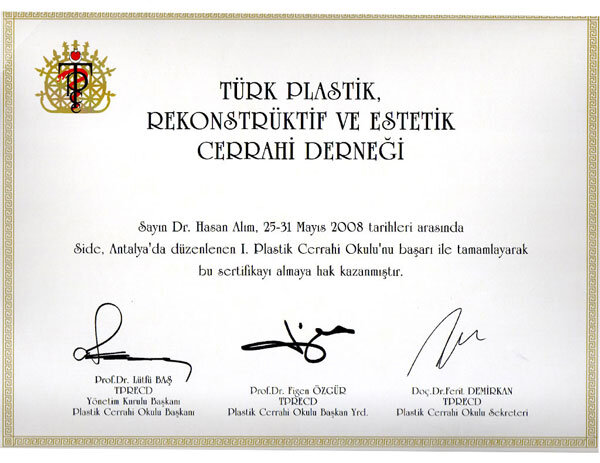 TÜRK PLASTİK,
REKONSTRÜKTİF VE ESTETİK
CERRAHİ DERNEĞİ
Sayın Dr. Hasan Alım, 25-31 Mayıs 2008 tarihleri arasında
Side, Antalya'da düzenlenen I. Plastik Cerrahi Okulu'nu başarı ile tamamlayarak
bu sertifikayı almaya hak kazanmıştır.
Prof.Dr. Lütfü BAŞ
TPRECD
Yönetim Kurulu Başkanı
Plastik Cerrahi Okulu Başkanı
Prof.Dr. Figen ÖZGÜR
TPRECD
Plastik Cerrahi Okulu Başkan Yrd.
Doç.Dr.Ferit DEMİRKAN
TPRECD
Plastik Cerrahi Okulu Sekreteri